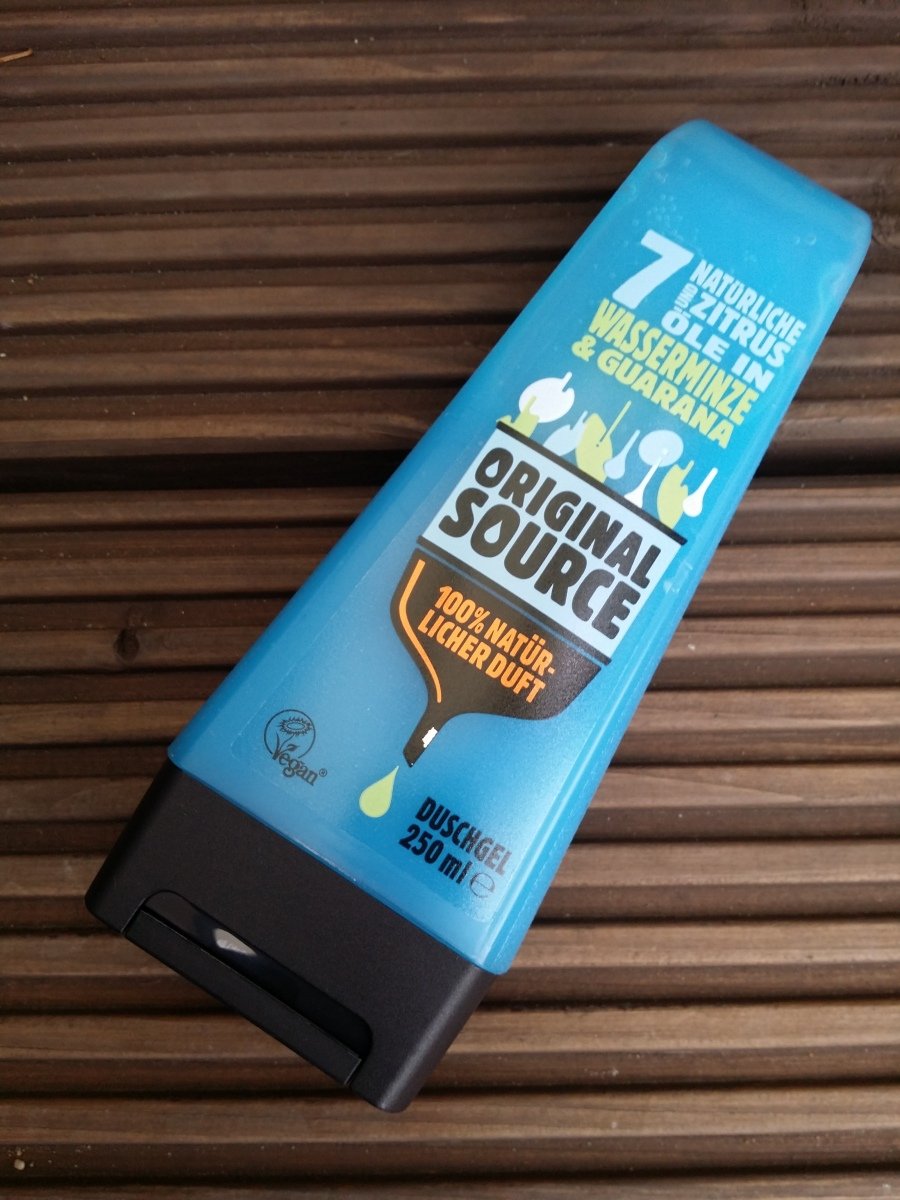 7 NATÜRLICHE
ZITRUS
ÖLE IN
WASSERMINZE
& GUARANA
ORIGINAL
SOURCE
100% NATÜR-
LICHER DUFT
Vegan®
DUSCHGEL
250 ml ℮